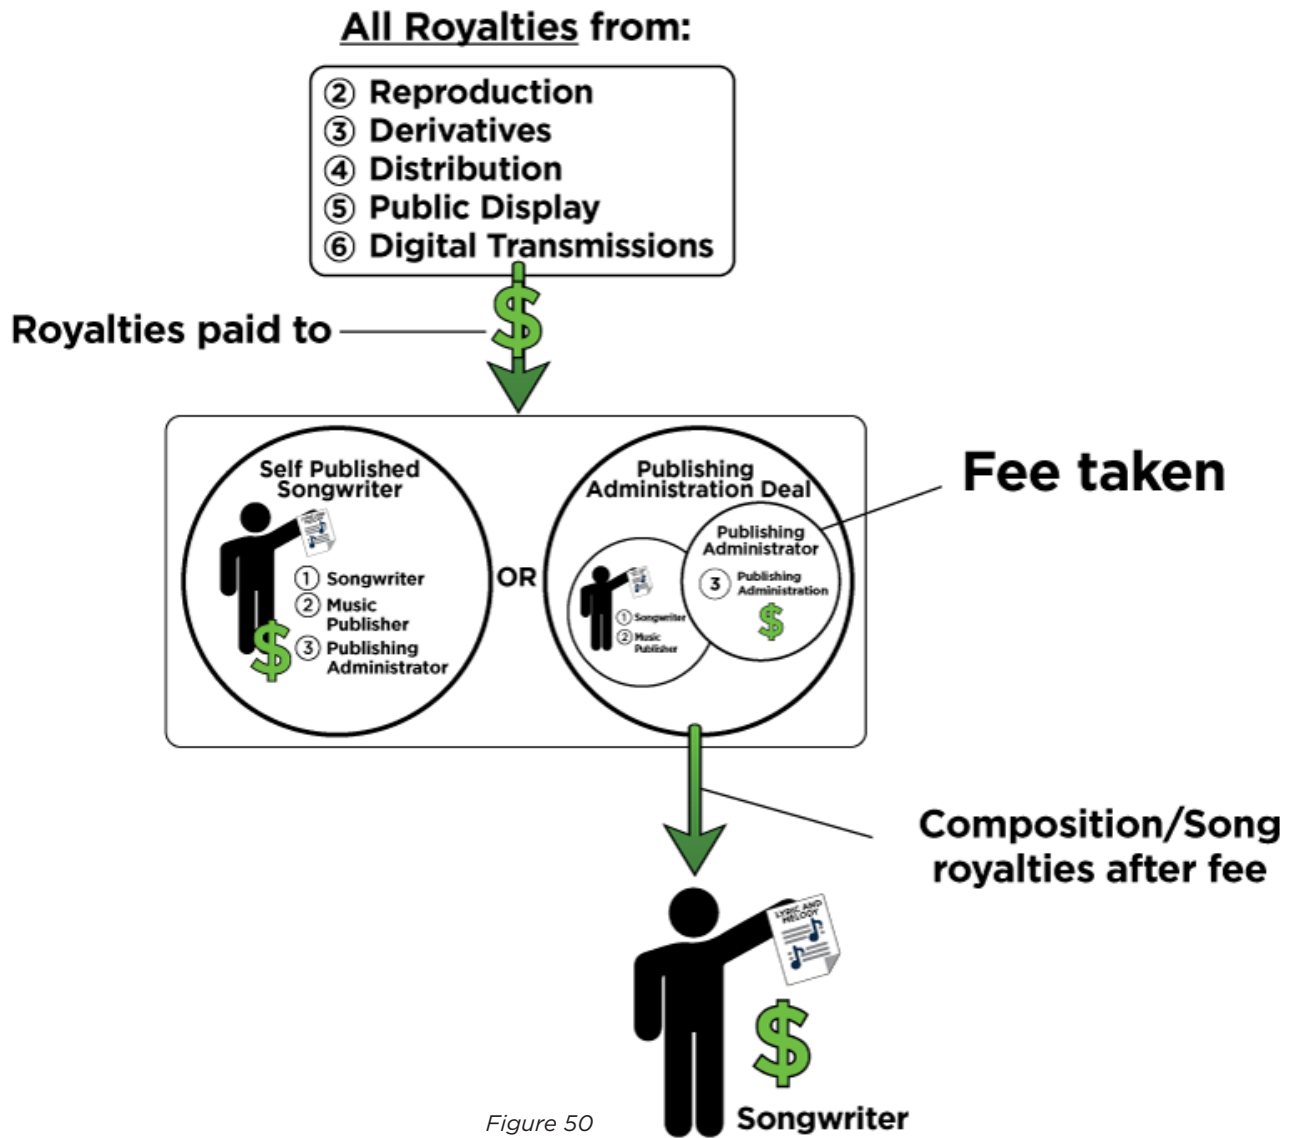 All Royalties from:
② Reproduction
③ Derivatives
④ Distribution
⑤ Public Display
⑥ Digital Transmissions
Royalties paid to
$
Self Published
Songwriter
① Songwriter
② Music
Publisher
③ Publishing
Administrator
$
OR
Publishing
Administration Deal
① Songwriter
② Music
Publisher
Publishing
Administrator
③ Publishing
Administration
$
Fee taken
Composition/Song
royalties after fee
LYRIC AND
MELODY
$
Songwriter
Figure 50